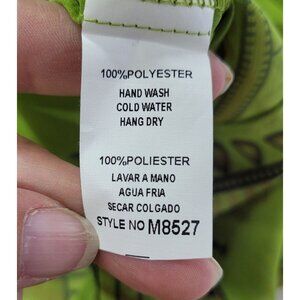 100%POLYESTER
HAND WASH
COLD WATER
HANG DRY
100%POLIESTER
LAVAR A MANO
AGUA FRIA
SECAR COLGADO
STYLE NO M8527